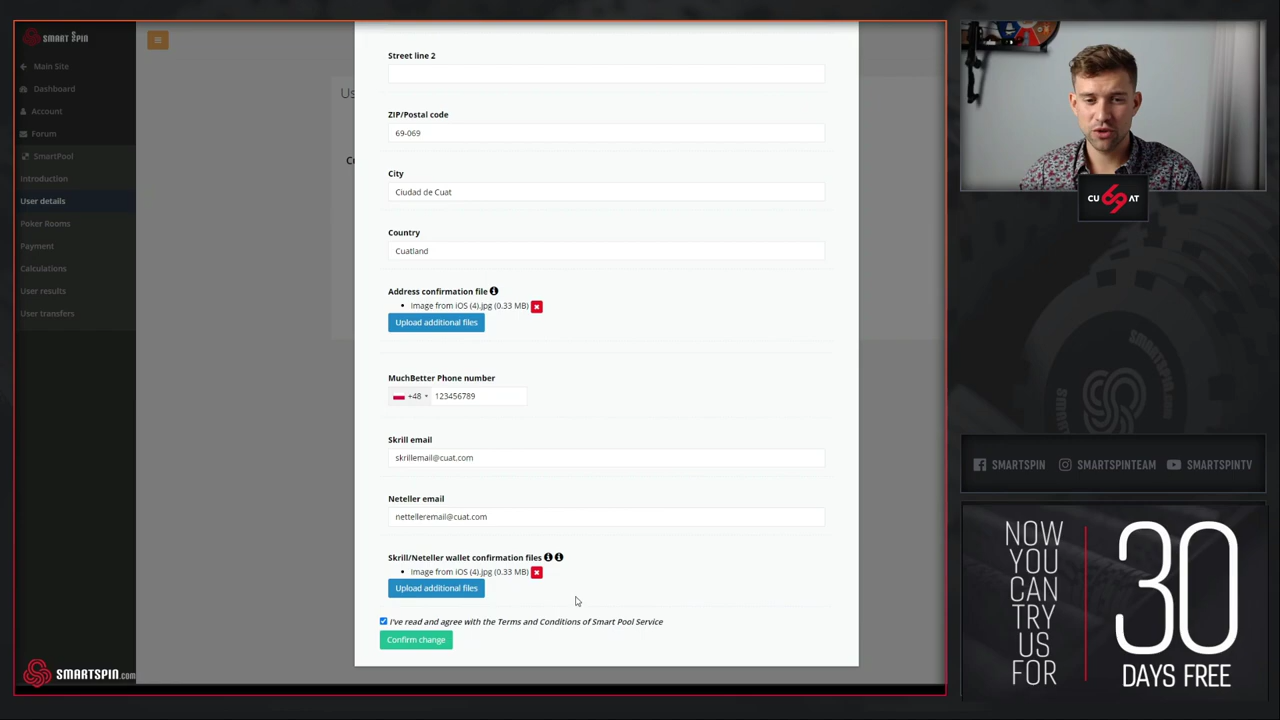 SMART SPIN
Main Site
Dashboard
Account
Forum
SmartPool
Introduction
User details
Poker Rooms
Payment
Calculations
User results
User transfers
SMARTSPIN.com
Us
Co
Street line 2
ZIP/Postal code
69-069
City
Ciudad de Cuat
Country
Cuatland
Address confirmation file
Image from iOS (4).jpg (0.33 MB)
Upload additional files
MuchBetter Phone number
+48 123456789
Skrill email
skrillemail@cuat.com
Neteller email
nettelleremail@cuat.com
Skrill/Neteller wallet confirmation files
Image from iOS (4).jpg (0.33 MB)
Upload additional files
I've read and agree with the Terms and Conditions of Smart Pool Service
Confirm change
CU69AT
SMARTSPIN SMARTSPINTEAM SMARTSPINTV
NOW
YOU
CAN
TRY
US
FOR
30
DAYS FREE